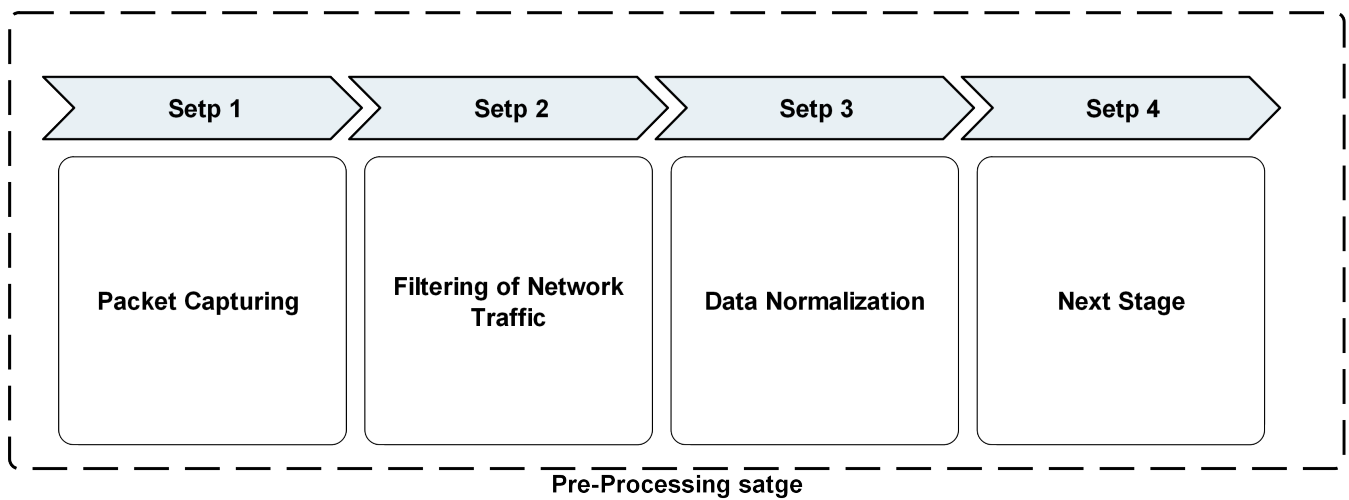 Setp 1
Setp 2
Setp 3
Setp 4
Packet Capturing
Filtering of Network
Traffic
Data Normalization
Next Stage
Pre-Processing satge